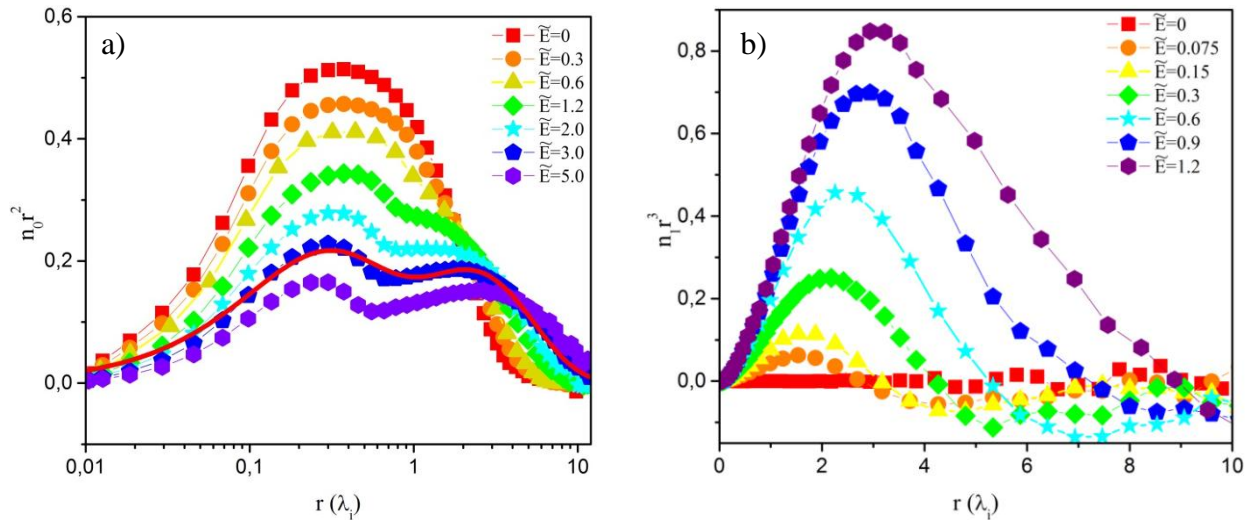 a)
n₀r²
0,6
0,4
0,2
0,0
0,01
0,1
1
10
r (λᵢ)
Ẽ=0
Ẽ=0.3
Ẽ=0.6
Ẽ=1.2
Ẽ=2.0
Ẽ=3.0
Ẽ=5.0
b)
n₁r³
0,8
0,6
0,4
0,2
0,0
0
2
4
6
8
10
r (λᵢ)
Ẽ=0
Ẽ=0.075
Ẽ=0.15
Ẽ=0.3
Ẽ=0.6
Ẽ=0.9
Ẽ=1.2